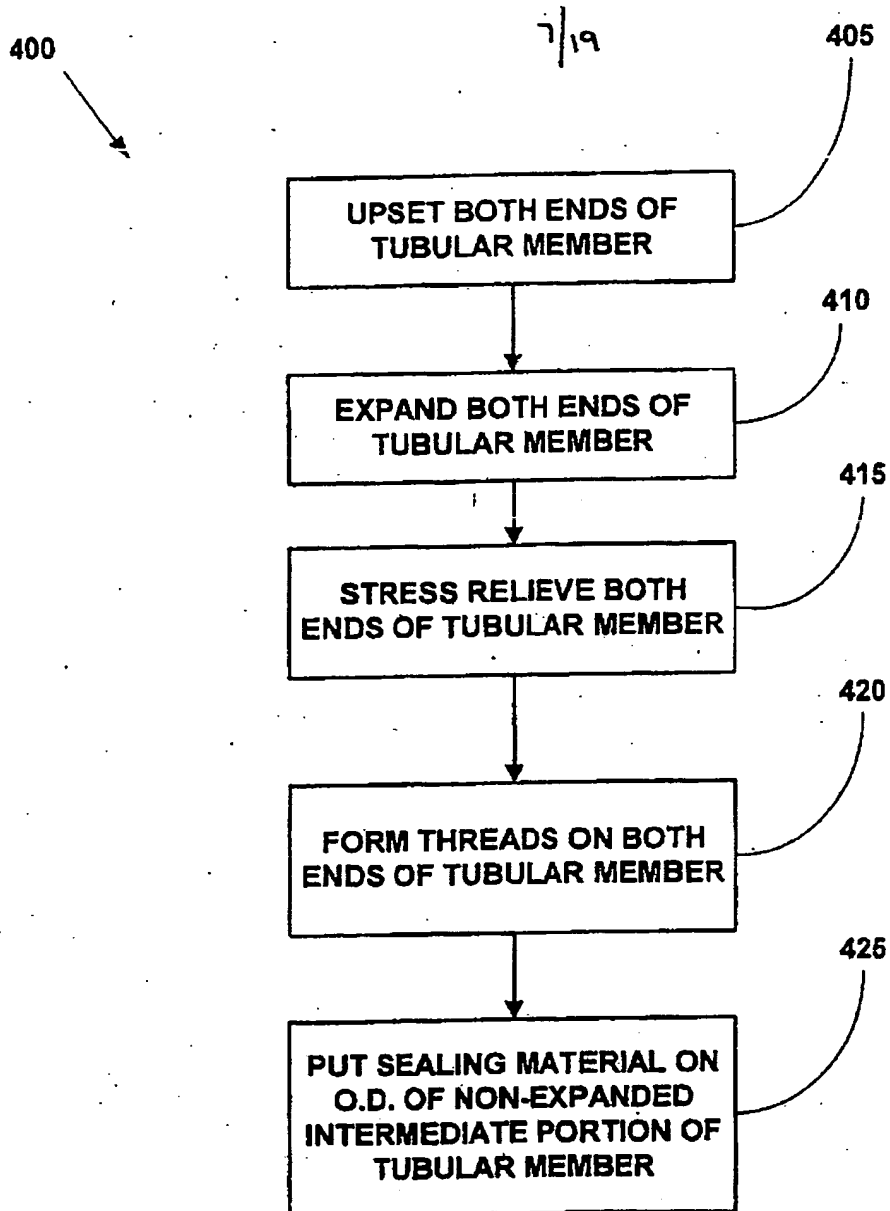 7/19
400
405
UPSET BOTH ENDS OF
TUBULAR MEMBER
410
EXPAND BOTH ENDS OF
TUBULAR MEMBER
415
STRESS RELIEVE BOTH
ENDS OF TUBULAR MEMBER
420
FORM THREADS ON BOTH
ENDS OF TUBULAR MEMBER
425
PUT SEALING MATERIAL ON
O.D. OF NON-EXPANDED
INTERMEDIATE PORTION OF
TUBULAR MEMBER